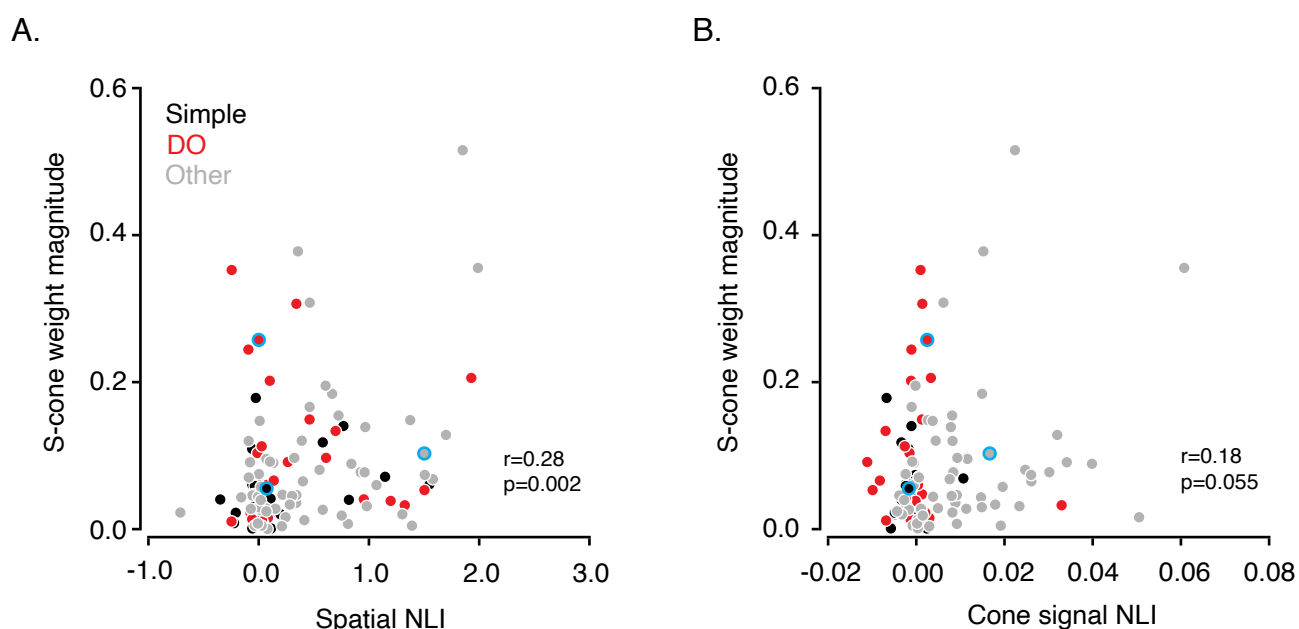 A.
0.6
0.4
0.2
0.0
S-cone weight magnitude
Simple
DO
Other
r=0.28
p=0.002
-1.0
0.0
1.0
2.0
3.0
Spatial NLI
B.
0.6
0.4
0.2
0.0
S-cone weight magnitude
r=0.18
p=0.055
-0.02
0.00
0.02
0.04
0.06
0.08
Cone signal NLI